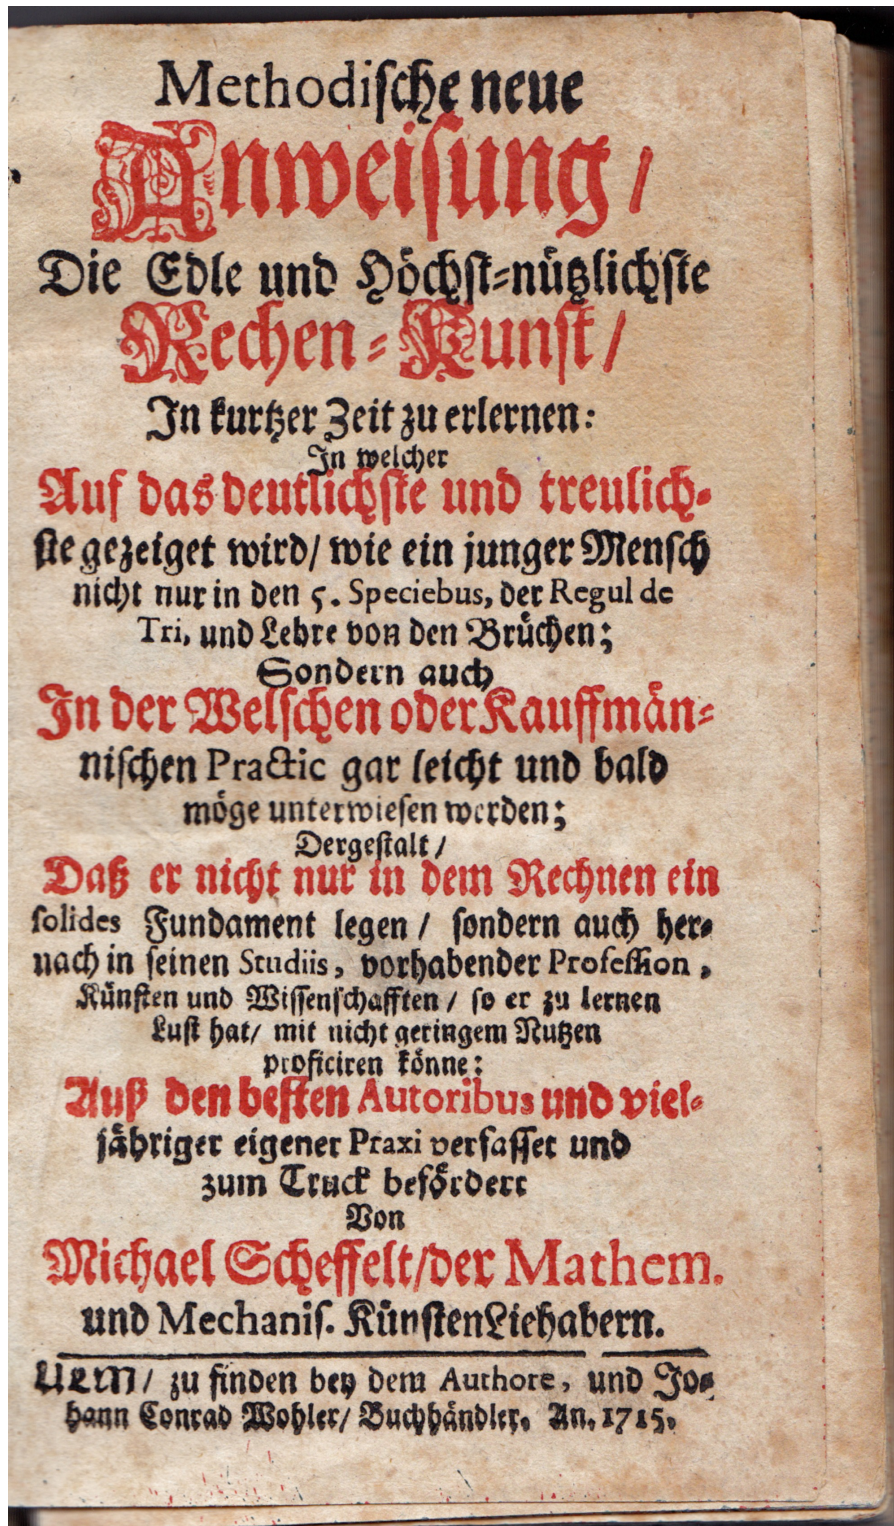 Methodische neue
Anweisung/
Die Edle und Höchst-nützlichste
Rechen-Kunst/
In kurtzer Zeit zu erlernen:
In welcher
Auf das deutlichste und treulich-
ste gezeiget wird/ wie ein junger Mensch
nicht nur in den 5. Speciebus, der Regul de
Tri, und Lehre von den Brüchen;
Sondern auch
In der Welschen oder Kauffmän-
nischen Practic gar leicht und bald
möge unterwiesen werden;
Dergestalt/
Daß er nicht nur in dem Rechnen ein
solides Fundament legen / sondern auch her-
nach in seinen Studiis, vorhabender Profession,
Künsten und Wissenschafften / so er zu lernen
Lust hat/ mit nicht geringem Nutzen
proficiren könne:
Auß den besten Autoribus und viel-
jähriger eigener Praxi verfasset und
zum Truck befördert
Von
Michael Scheffelt/der Mathem.
und Mechanis. Künsten Liehabern.
ULM/ zu finden bey dem Authore, und Jo-
hann Conrad Wohler/ Buchhändler. An. 1715.